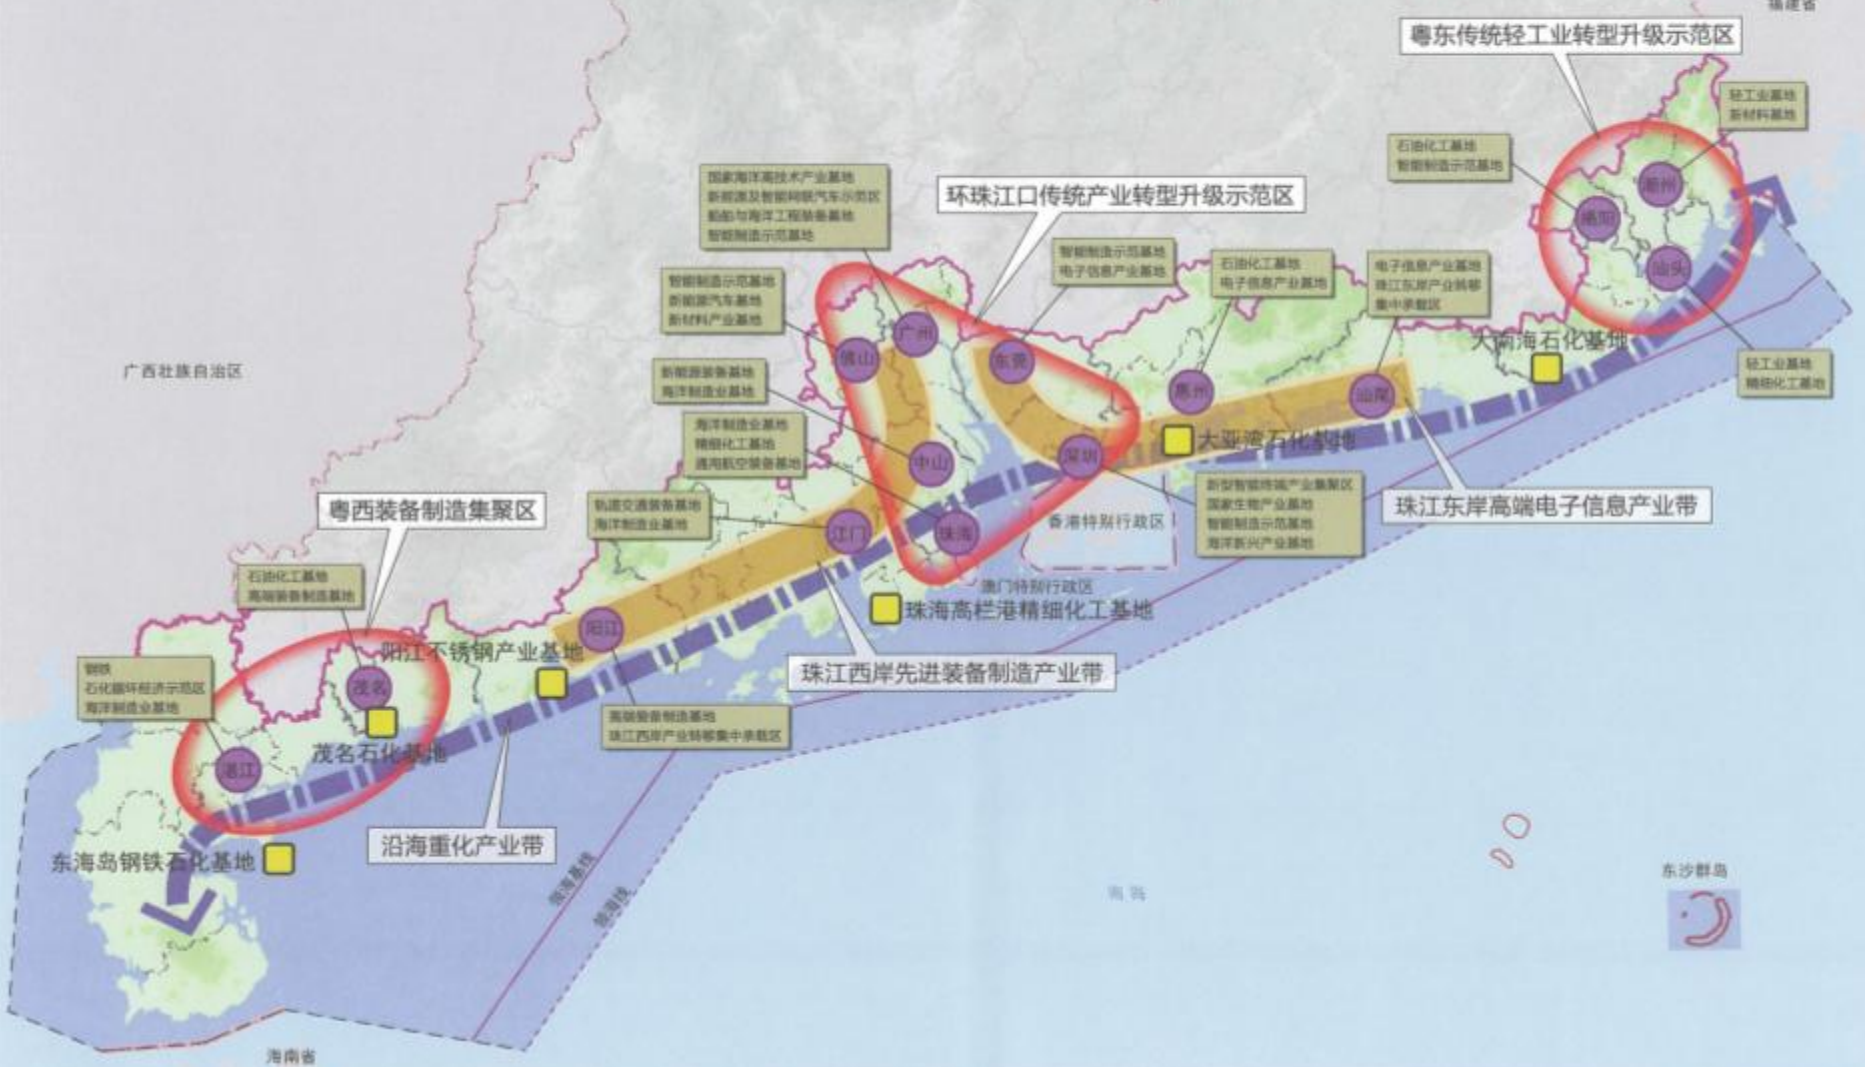 福建省
粤东传统轻工业转型升级示范区
轻工业基地
新材料基地
石油化工基地
智能制造示范基地
潮州
揭阳
汕头
国家海洋高技术产业基地
新能源及智能网联汽车示范区
船舶与海洋工程装备基地
智能制造示范基地
环珠江口传统产业转型升级示范区
智能制造示范基地
电子信息产业基地
石油化工基地
电子信息产业基地
电子信息产业基地
珠江东岸产业转移
集中承载区
智能制造示范基地
新能源汽车基地
新材料产业基地
广州
佛山
东莞
大南海石化基地
广西壮族自治区
新能源装备基地
海洋制造业基地
惠州
汕尾
轻工业基地
精细化工基地
海洋制造业基地
精细化工基地
通用航空装备基地
中山
深圳
大亚湾石化基地
新型智能终端产业集聚区
国家生物产业基地
智能制造示范基地
海洋新兴产业基地
珠江东岸高端电子信息产业带
粤西装备制造集聚区
轨道交通装备基地
海洋制造业基地
江门
珠海
香港特别行政区
石油化工基地
高端装备制造基地
澳门特别行政区
珠海高栏港精细化工基地
阳江
阳江不锈钢产业基地
珠江西岸先进装备制造产业带
钢铁
石化循环经济示范区
海洋制造业基地
茂名
高端装备制造基地
珠江西岸产业转移集中承载区
茂名石化基地
湛江
沿海重化产业带
东海岛钢铁石化基地
领海基线
领海线
东沙群岛
海南省